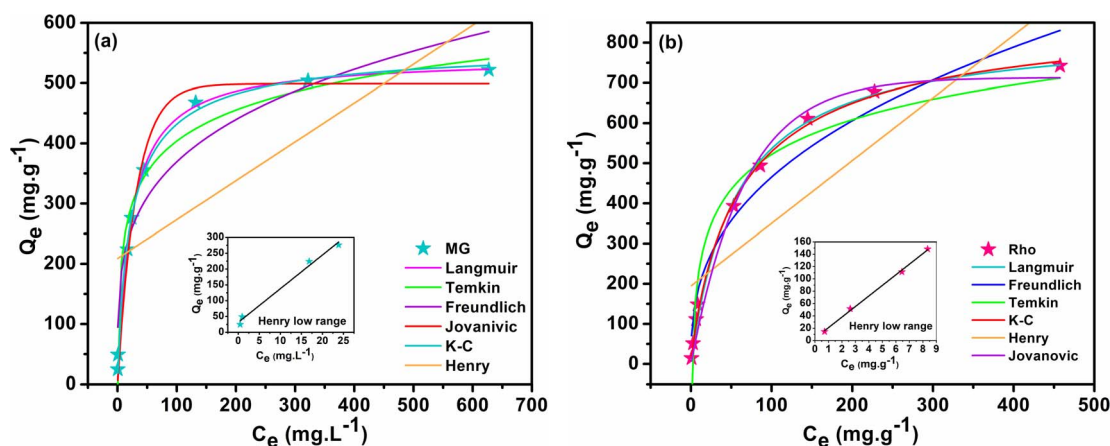 (a)
Qe (mg.g-1)
600
500
400
300
200
100
0
0 100 200 300 400 500 600 700
Ce (mg.L-1)
MG
Langmuir
Temkin
Freundlich
Jovanivic
K-C
Henry
Qe (mg.g-1)
300
250
200
150
100
50
0
Henry low range
0 5 10 15 20 25
Ce (mg.L-1)
(b)
Qe (mg.g-1)
800
700
600
500
400
300
200
100
0
0 100 200 300 400 500
Ce (mg.g-1)
Rho
Langmuir
Freundlich
Temkin
K-C
Henry
Jovanovic
Qe (mg.g-1)
160
140
120
100
80
60
40
20
0
Henry low range
0 1 2 3 4 5 6 7 8 9
Ce (mg.g-1)